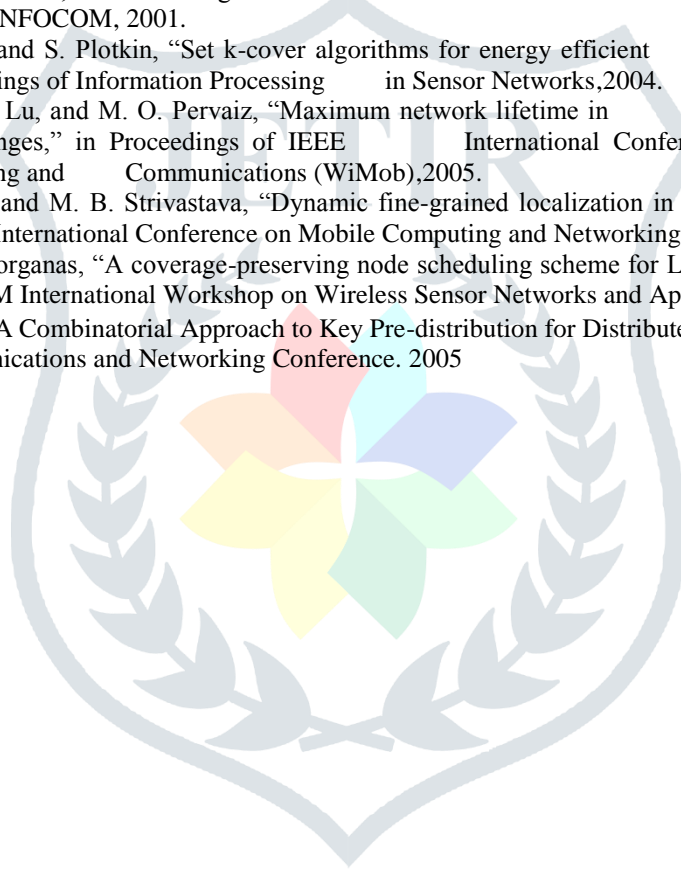 NFOCOM, 2001.
and S. Plotkin, “Set k-cover algorithms for energy efficient
ings of Information Processing in Sensor Networks,2004.
Lu, and M. O. Pervaiz, “Maximum network lifetime in
nges,” in Proceedings of IEEE International Confer
ng and Communications (WiMob),2005.
and M. B. Strivastava, “Dynamic fine-grained localization in
International Conference on Mobile Computing and Networking
organas, “A coverage-preserving node scheduling scheme for L
M International Workshop on Wireless Sensor Networks and Ap
A Combinatorial Approach to Key Pre-distribution for Distribute
nications and Networking Conference. 2005
JETIR